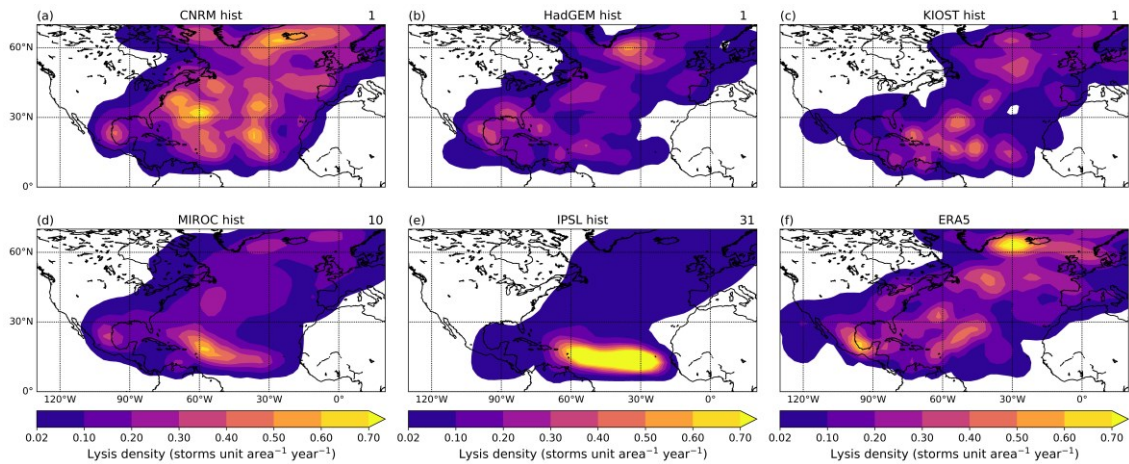 (a) CNRM hist 1
(b) HadGEM hist 1
(c) KIOST hist 1
60°N
30°N
0°
(d) MIROC hist 10
(e) IPSL hist 31
(f) ERA5
60°N
30°N
0°
120°W 90°W 60°W 30°W 0°
120°W 90°W 60°W 30°W 0°
120°W 90°W 60°W 30°W 0°
0.02 0.10 0.20 0.30 0.40 0.50 0.60 0.70
0.02 0.10 0.20 0.30 0.40 0.50 0.60 0.70
0.02 0.10 0.20 0.30 0.40 0.50 0.60 0.70
Lysis density (storms unit area⁻¹ year⁻¹)
Lysis density (storms unit area⁻¹ year⁻¹)
Lysis density (storms unit area⁻¹ year⁻¹)